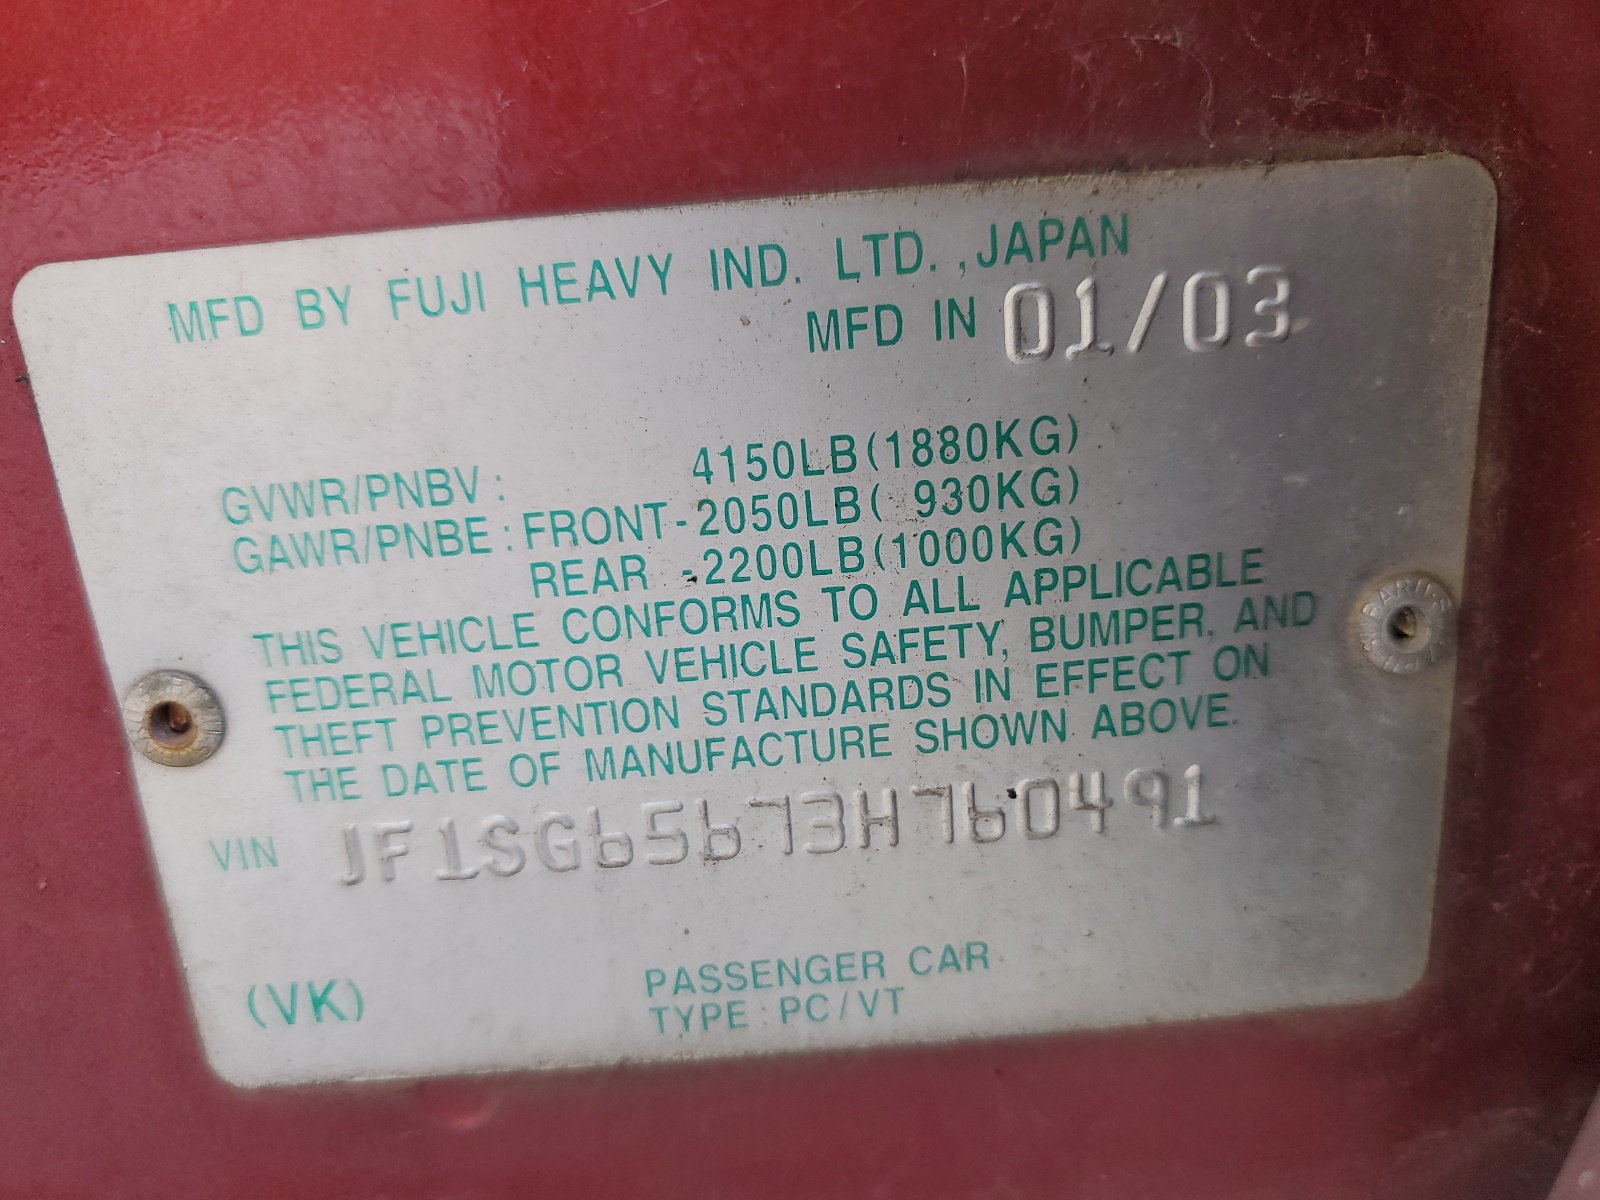 MFD BY FUJI HEAVY IND. LTD.,JAPAN
MFD IN 01/03
GVWR/PNBV: 4150LB(1880KG)
GAWR/PNBE:FRONT-2050LB( 930KG)
REAR -2200LB(1000KG)
THIS VEHICLE CONFORMS TO ALL APPLICABLE
FEDERAL MOTOR VEHICLE SAFETY, BUMPER, AND
THEFT PREVENTION STANDARDS IN EFFECT ON
THE DATE OF MANUFACTURE SHOWN ABOVE.
VIN JF1SG65673H760491
(VK)
PASSENGER CAR
TYPE:PC/VT